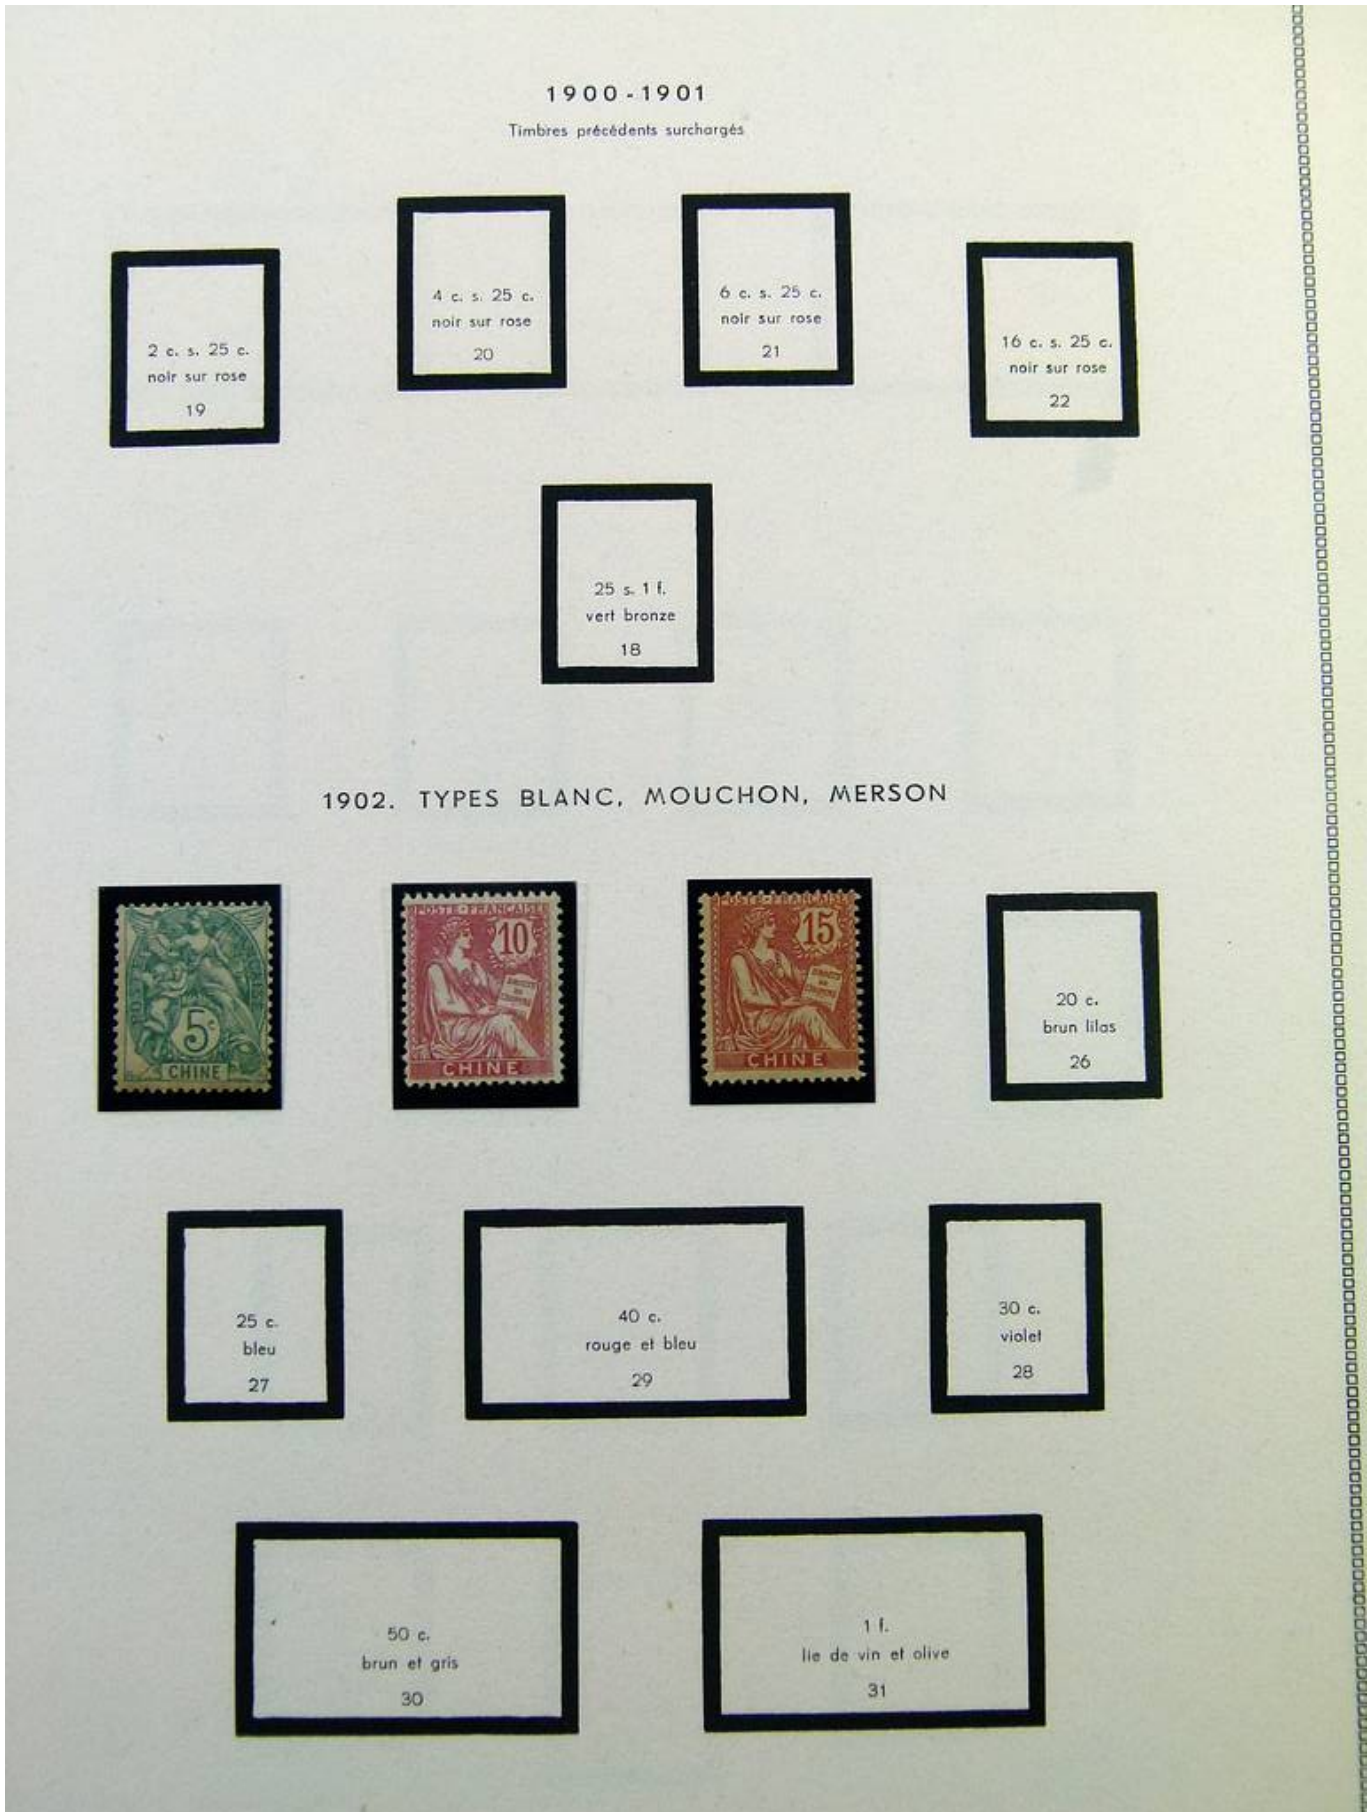 1900-1901
Timbres précédents surchargés
2 c. s. 25 c.
noir sur rose
19
4 c. s. 25 c.
noir sur rose
20
6 c. s. 25 c.
noir sur rose
21
16 c. s. 25 c.
noir sur rose
22
25 s. 1 f.
vert bronze
18
1902. TYPES BLANC, MOUCHON, MERSON
5c
CHINE
POSTE·FRANÇAISE
10
CHINE
POSTE·FRANÇAISE
15
CHINE
20 c.
brun lilas
26
25 c.
bleu
27
40 c.
rouge et bleu
29
30 c.
violet
28
50 c.
brun et gris
30
1 f.
lie de vin et olive
31